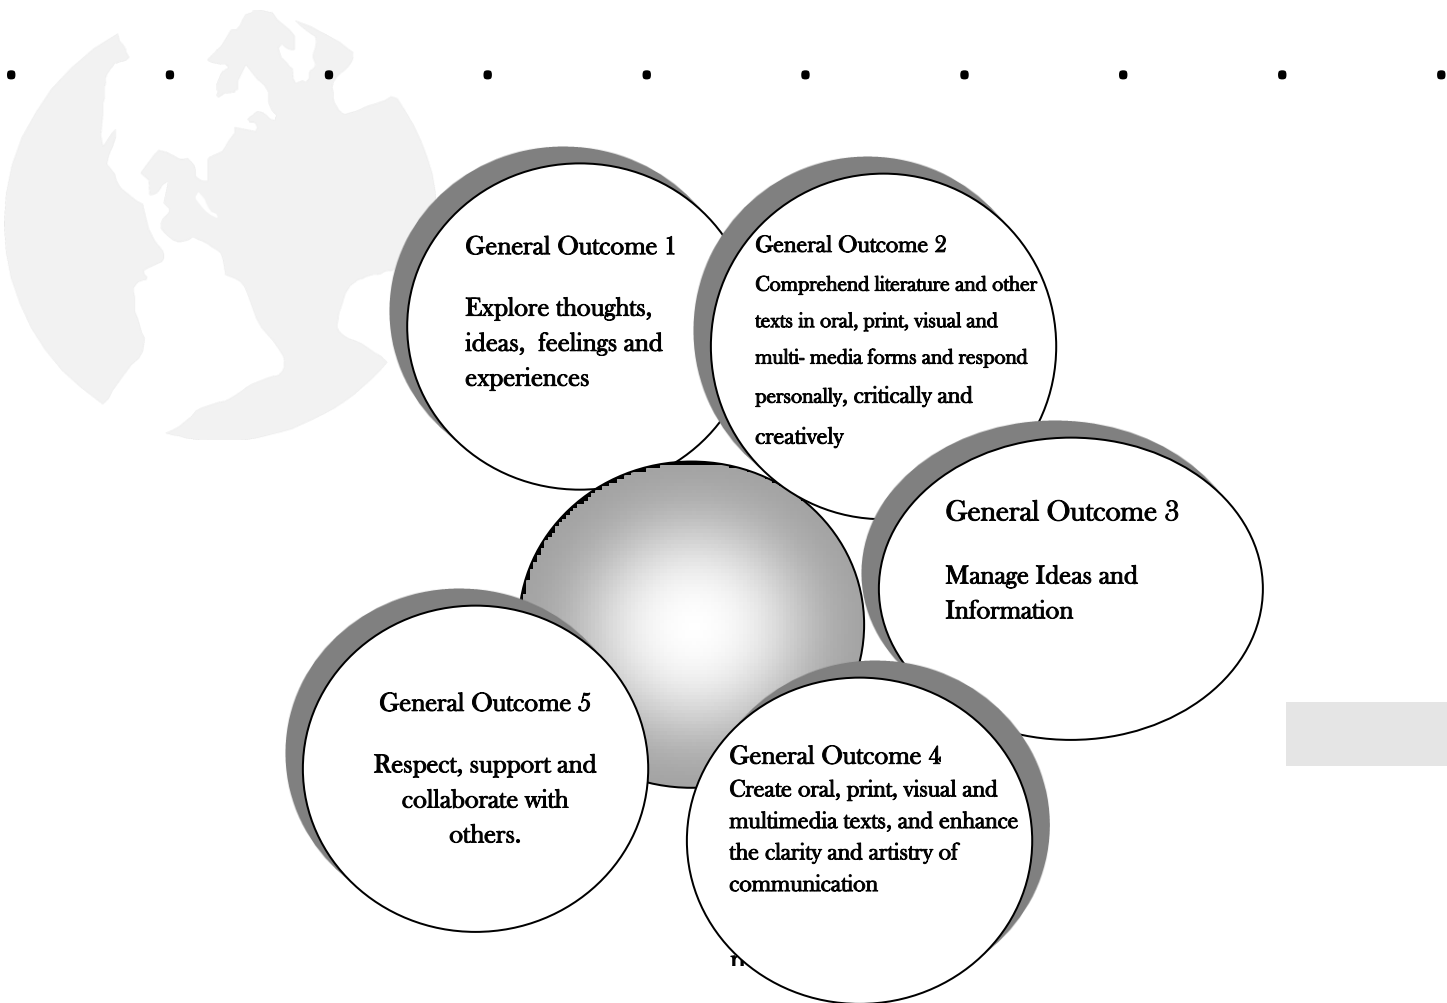 General Outcome 1
Explore thoughts,
ideas,  feelings and
experiences
General Outcome 2
Comprehend literature and other
texts in oral, print, visual and
multi- media forms and respond
personally, critically and
creatively
General Outcome 3
Manage Ideas and
Information
General Outcome 4
Create oral, print, visual and
multimedia texts, and enhance
the clarity and artistry of
communication
General Outcome 5
Respect, support and
collaborate with
others.